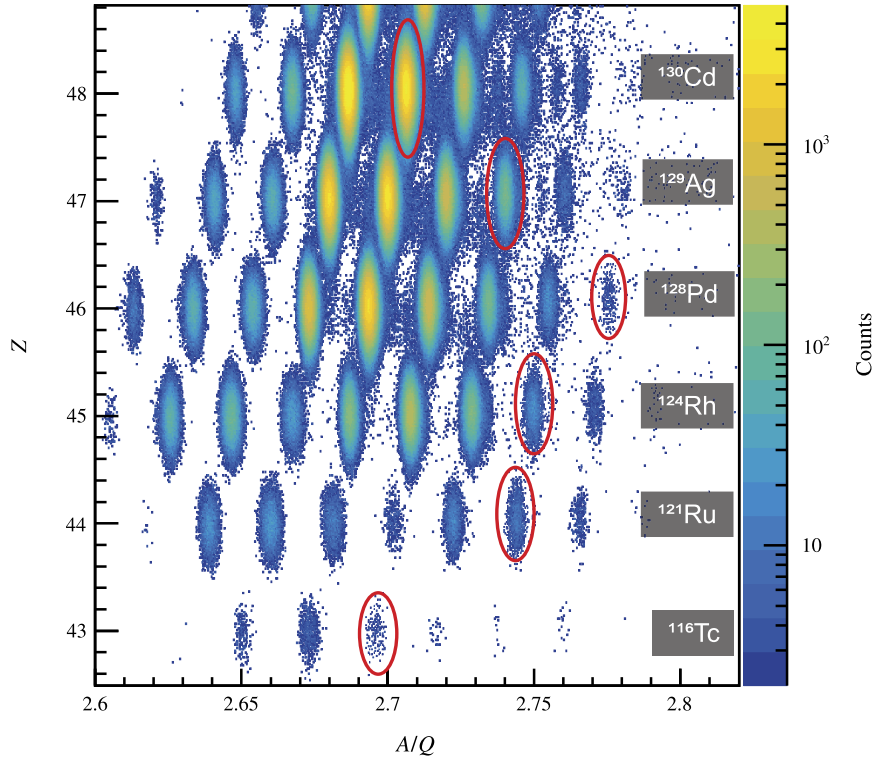 48
47
46
45
44
43
Z
2.6
2.65
2.7
2.75
2.8
A/Q
¹³⁰Cd
¹²⁹Ag
¹²⁸Pd
¹²⁴Rh
¹²¹Ru
¹¹⁶Tc
10³
10²
10
Counts